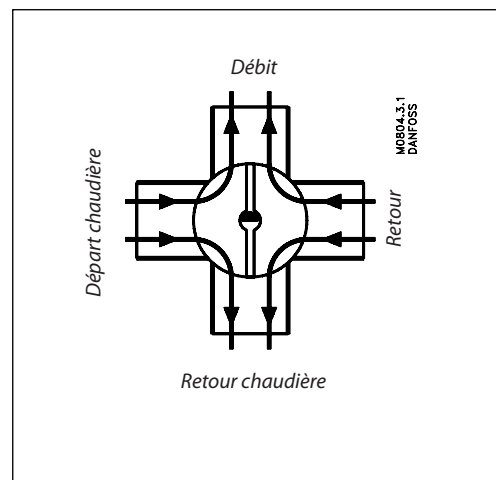 Débit
M0804.3.1
DANFOSS
Départ chaudière
Retour
Retour chaudière